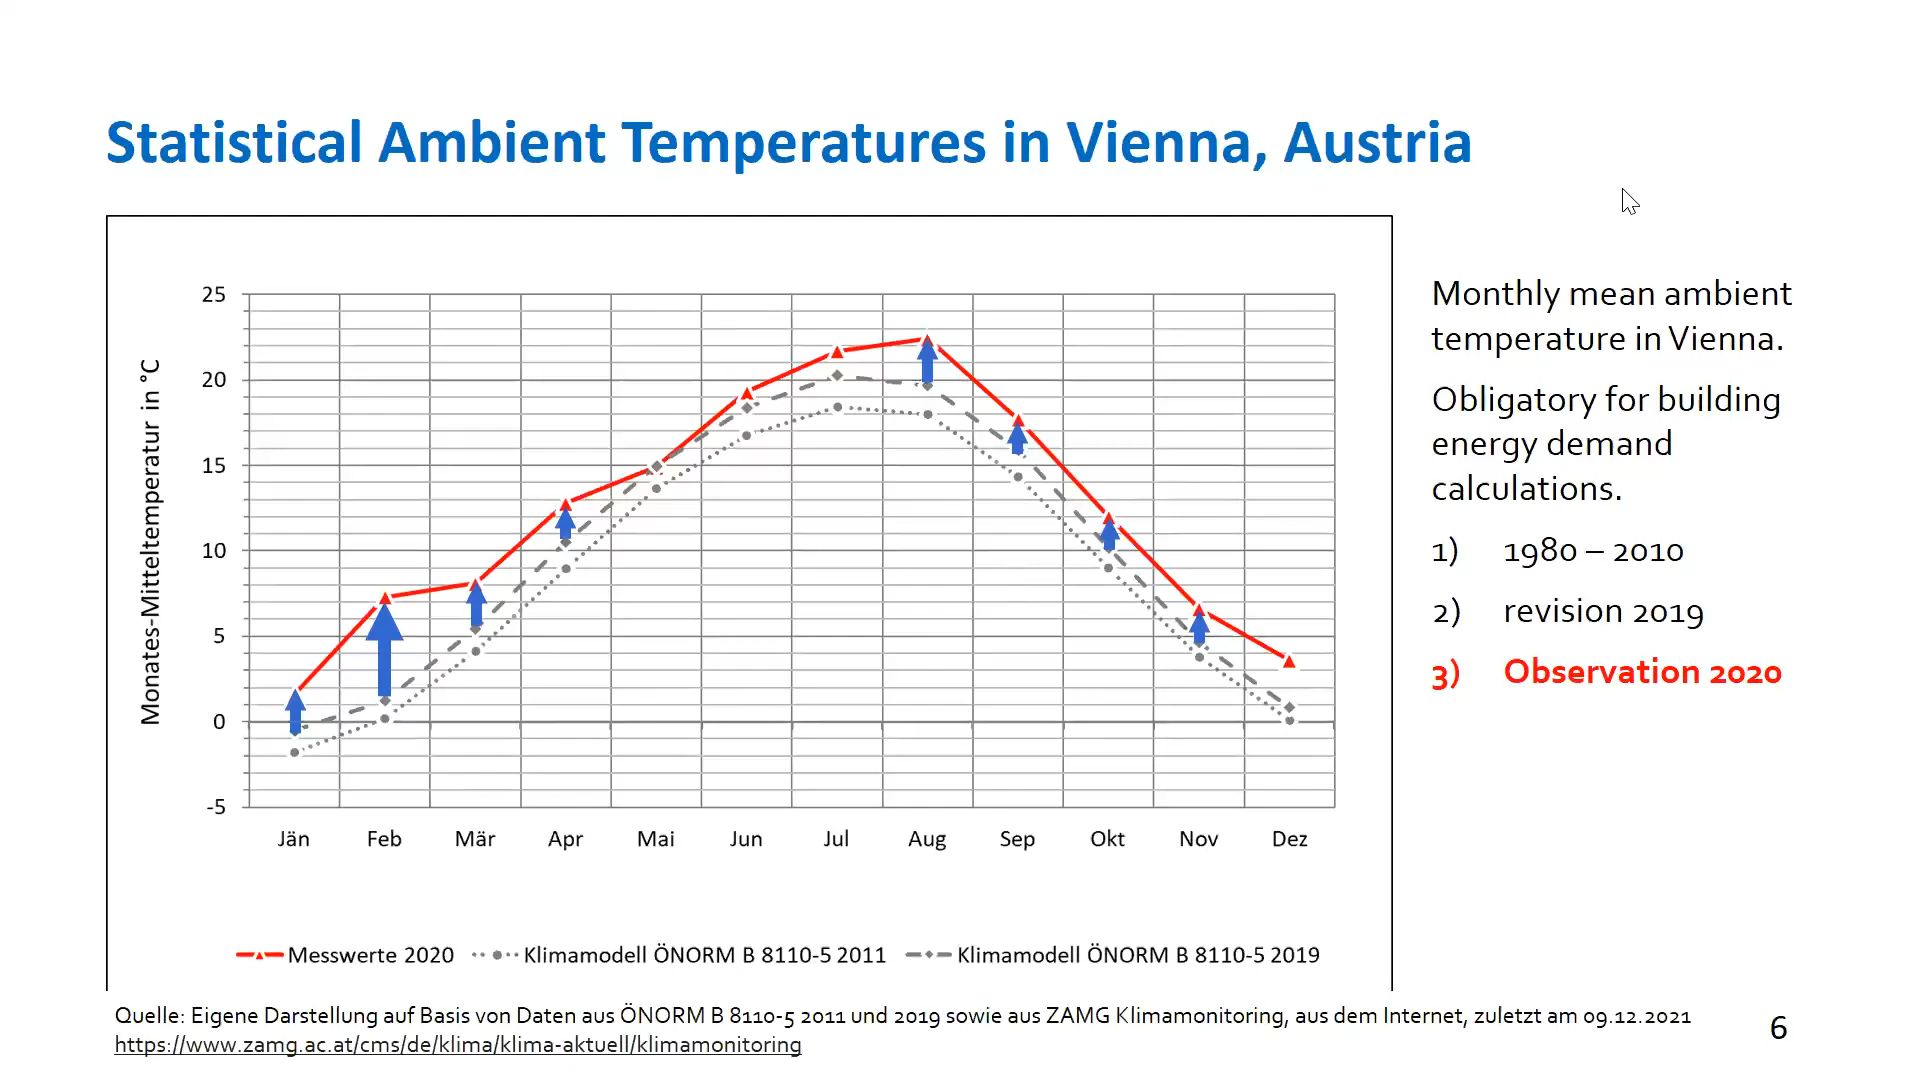 Statistical Ambient Temperatures in Vienna, Austria
Monates-Mitteltemperatur in °C
25
20
15
10
5
0
-5
Jän Feb Mär Apr Mai Jun Jul Aug Sep Okt Nov Dez
Messwerte 2020 Klimamodell ÖNORM B 8110-5 2011 Klimamodell ÖNORM B 8110-5 2019
Monthly mean ambient
temperature in Vienna.
Obligatory for building
energy demand
calculations.
1) 1980 – 2010
2) revision 2019
3) Observation 2020
Quelle: Eigene Darstellung auf Basis von Daten aus ÖNORM B 8110-5 2011 und 2019 sowie aus ZAMG Klimamonitoring, aus dem Internet, zuletzt am 09.12.2021
https://www.zamg.ac.at/cms/de/klima/klima-aktuell/klimamonitoring
6